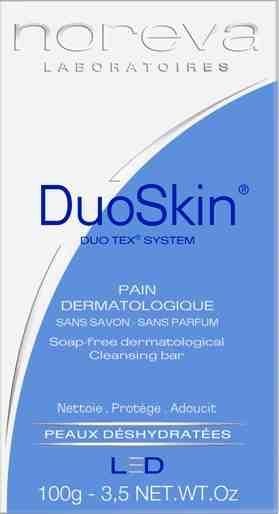 noreva
LABORATOIRES
DuoSkin®
DUO TEX® SYSTEM
PAIN
DERMATOLOGIQUE
SANS SAVON - SANS PARFUM
Soap-free dermatological
Cleansing bar
Nettoie . Protège . Adoucit
PEAUX DÉSHYDRATÉES
LED
100g - 3,5 NET.WT.Oz